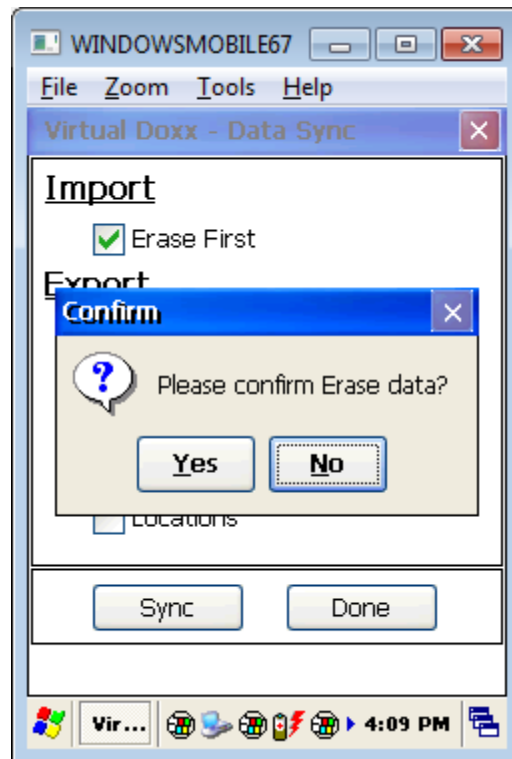 WINDOWSMOBILE67
File Zoom Tools Help
Virtual Doxx - Data Sync
Import
Erase First
Export
Confirm
?
Please confirm Erase data?
Yes No
Locations
Sync Done
Vir... 4:09 PM